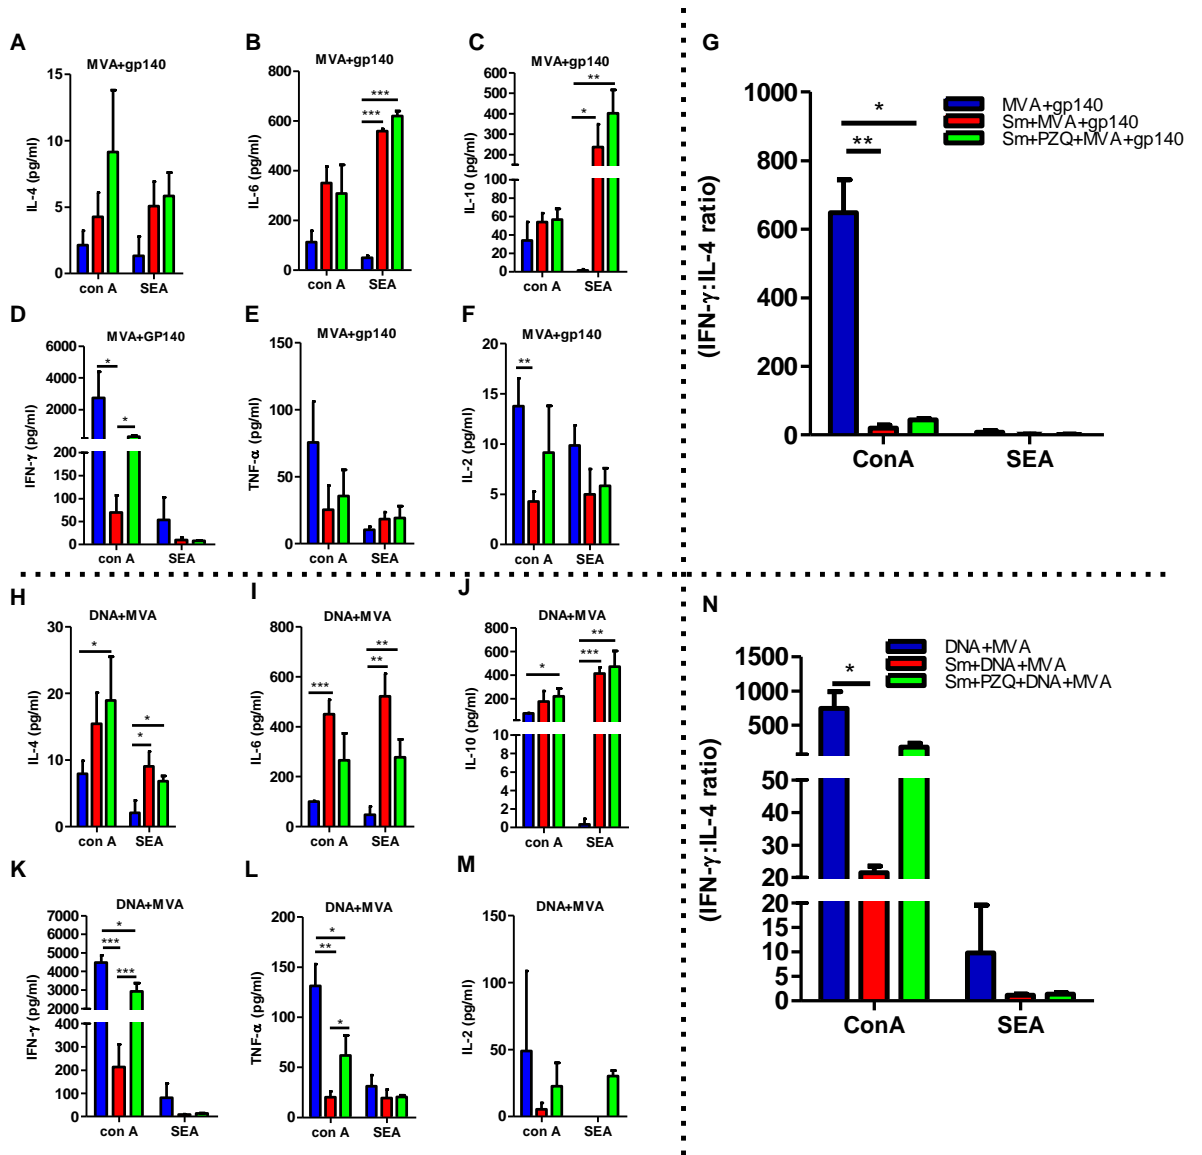 A
MVA+gp140
IL-4 (pg/ml)
15
10
5
0
con A
SEA
B
MVA+gp140
IL-6 (pg/ml)
800
600
400
200
0
***
***
con A
SEA
C
MVA+gp140
IL-10 (pg/ml)
600
500
400
300
200
100
100
80
60
40
20
0
**
*
con A
SEA
D
MVA+GP140
IFN-γ (pg/ml)
6000
4000
2000
200
150
100
50
0
*
*
con A
SEA
E
MVA+gp140
TNF-α (pg/ml)
150
100
50
0
con A
SEA
F
MVA+gp140
IL-2 (pg/ml)
20
15
10
5
0
**
con A
SEA
G
(IFN-γ:IL-4 ratio)
1000
800
600
400
200
0
*
**
MVA+gp140
Sm+MVA+gp140
Sm+PZQ+MVA+gp140
ConA
SEA
H
DNA+MVA
IL-4 (pg/ml)
30
20
10
0
*
*
*
con A
SEA
I
DNA+MVA
IL-6 (pg/ml)
800
600
400
200
0
***
**
**
con A
SEA
J
DNA+MVA
IL-10 (pg/ml)
800
600
400
200
10
8
6
4
2
0
*
**
***
con A
SEA
K
DNA+MVA
IFN-γ (pg/ml)
7000
6000
5000
4000
3000
2000
1000
400
300
200
100
0
*
***
***
con A
SEA
L
DNA+MVA
TNF-α (pg/ml)
200
150
100
50
0
*
**
*
con A
SEA
M
DNA+MVA
IL-2 (pg/ml)
150
100
50
0
con A
SEA
N
(IFN-γ:IL-4 ratio)
1500
1000
500
50
40
30
20
20
15
10
5
0
*
DNA+MVA
Sm+DNA+MVA
Sm+PZQ+DNA+MVA
ConA
SEA